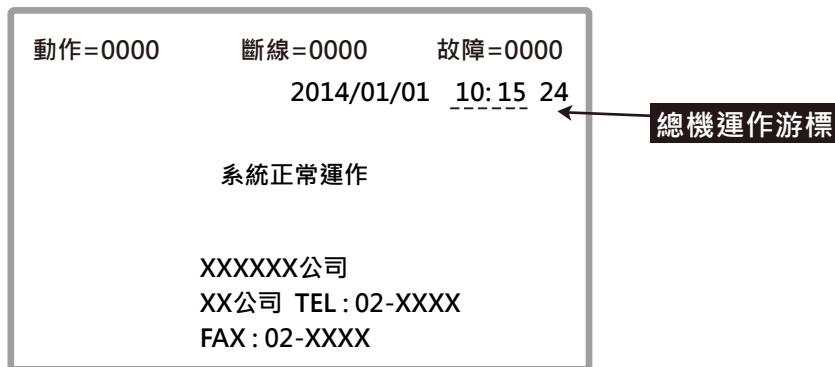 動作=0000 斷線=0000 故障=0000
2014/01/01 10:15 24
總機運作游標
系統正常運作
XXXXXX公司
XX公司 TEL : 02-XXXX
FAX : 02-XXXX